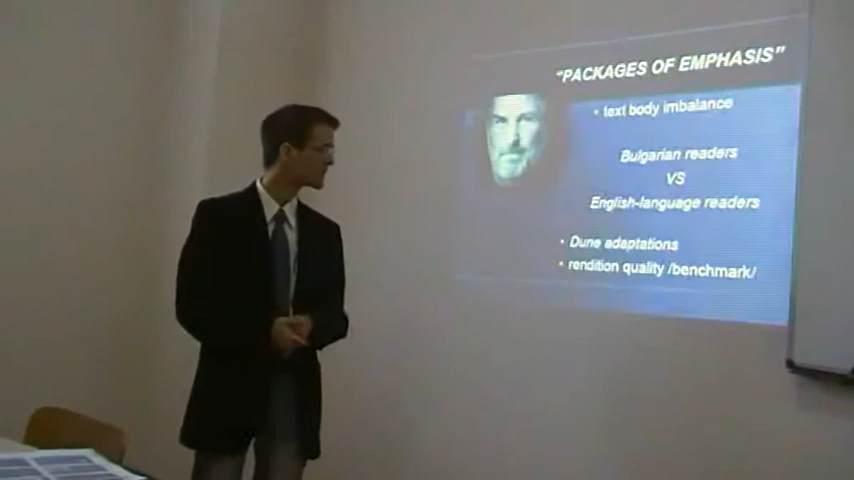 “PACKAGES OF EMPHASIS”
• text body imbalance
Bulgarian readers
VS
English-language readers
• Dune adaptations
• rendition quality /benchmark/